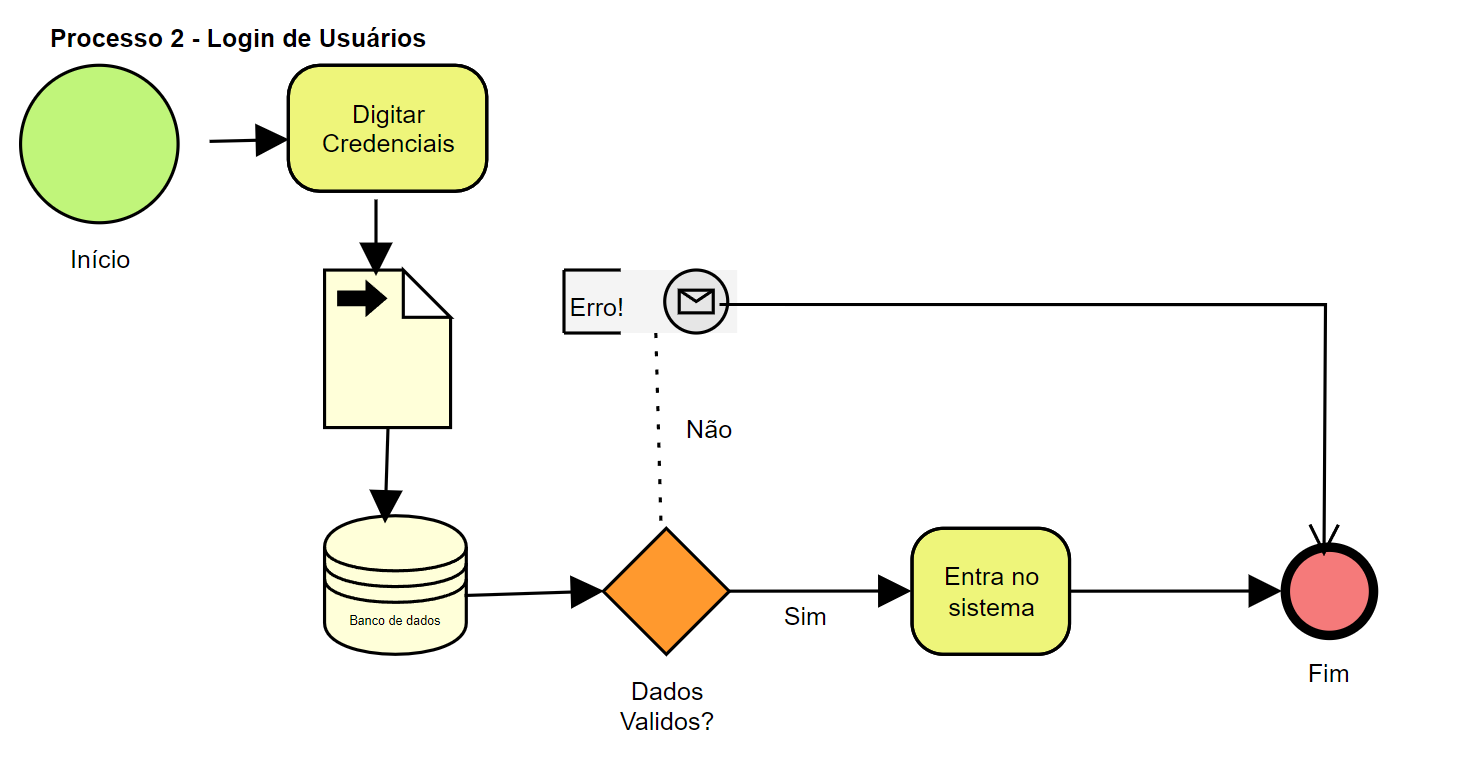 Processo 2 - Login de Usuários
Digitar
Credenciais
Início
Erro!
Não
Banco de dados
Sim
Entra no
sistema
Dados
Validos?
Fim